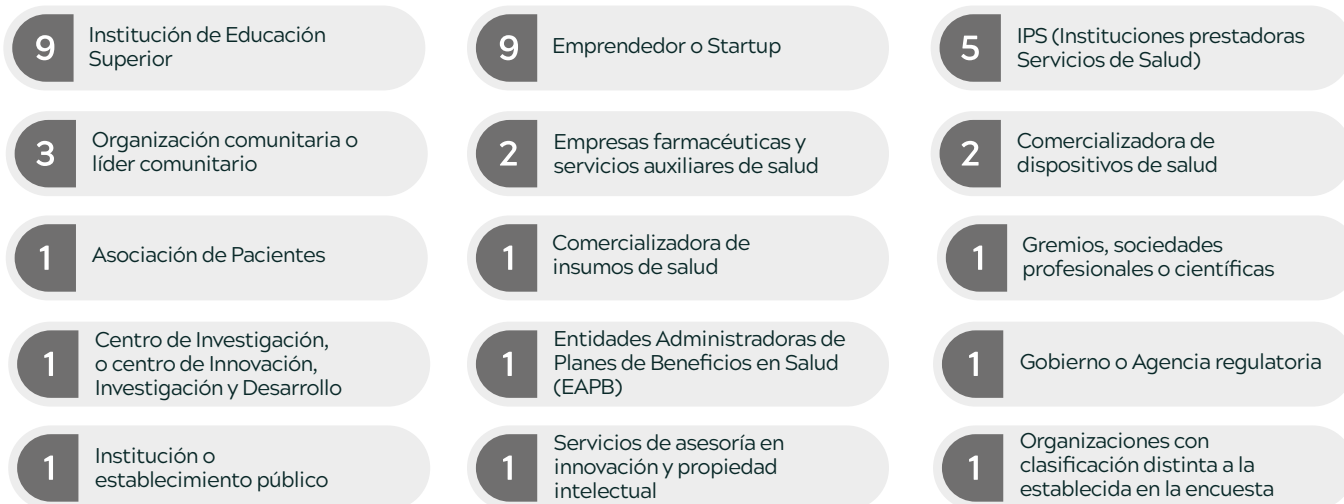 9
Institución de Educación
Superior
9
Emprendedor o Startup
5
IPS (Instituciones prestadoras
Servicios de Salud)
3
Organización comunitaria o
líder comunitario
2
Empresas farmacéuticas y
servicios auxiliares de salud
2
Comercializadora de
dispositivos de salud
1
Asociación de Pacientes
1
Comercializadora de
insumos de salud
1
Gremios, sociedades
profesionales o científicas
1
Centro de Investigación,
o centro de Innovación,
Investigación y Desarrollo
1
Entidades Administradoras de
Planes de Beneficios en Salud
(EAPB)
1
Gobierno o Agencia regulatoria
1
Institución o
establecimiento público
1
Servicios de asesoría en
innovación y propiedad
intelectual
1
Organizaciones con
clasificación distinta a la
establecida en la encuesta